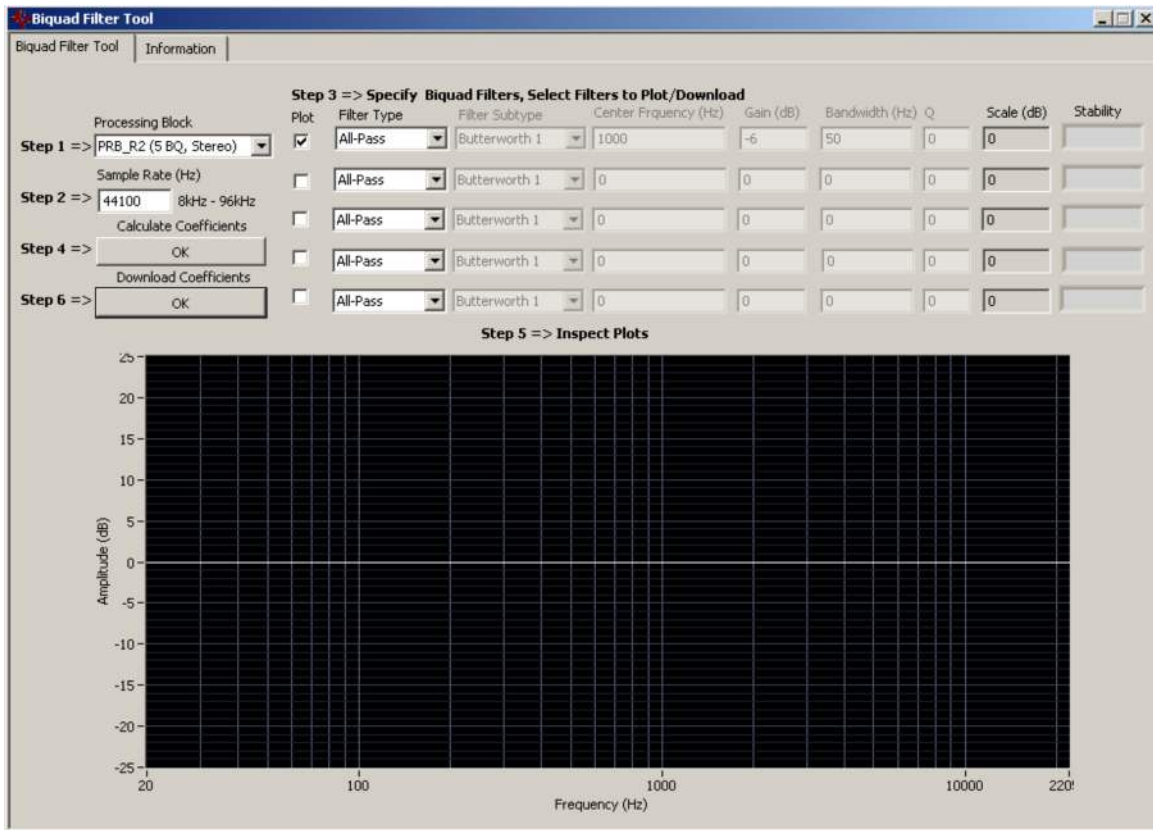 Biquad Filter Tool
Biquad Filter Tool Information
Step 3 => Specify Biquad Filters, Select Filters to Plot/Download
Processing Block
Plot Filter Type Filter Subtype Center Frquency (Hz) Gain (dB) Bandwidth (Hz) Q Scale (dB) Stability
Step 1 => PRB_R2 (5 BQ, Stereo) All-Pass Butterworth 1 1000 -6 50 0 0
Sample Rate (Hz)
All-Pass Butterworth 1 0 0 0 0 0
Step 2 => 44100 8kHz - 96kHz
Calculate Coefficients
All-Pass Butterworth 1 0 0 0 0 0
Step 4 => OK
All-Pass Butterworth 1 0 0 0 0 0
Download Coefficients
Step 6 => OK
All-Pass Butterworth 1 0 0 0 0 0
Step 5 => Inspect Plots
25
20
15
10
5
0
-5
-10
-15
-20
-25
Amplitude (dB)
20 100 1000 10000
Frequency (Hz)